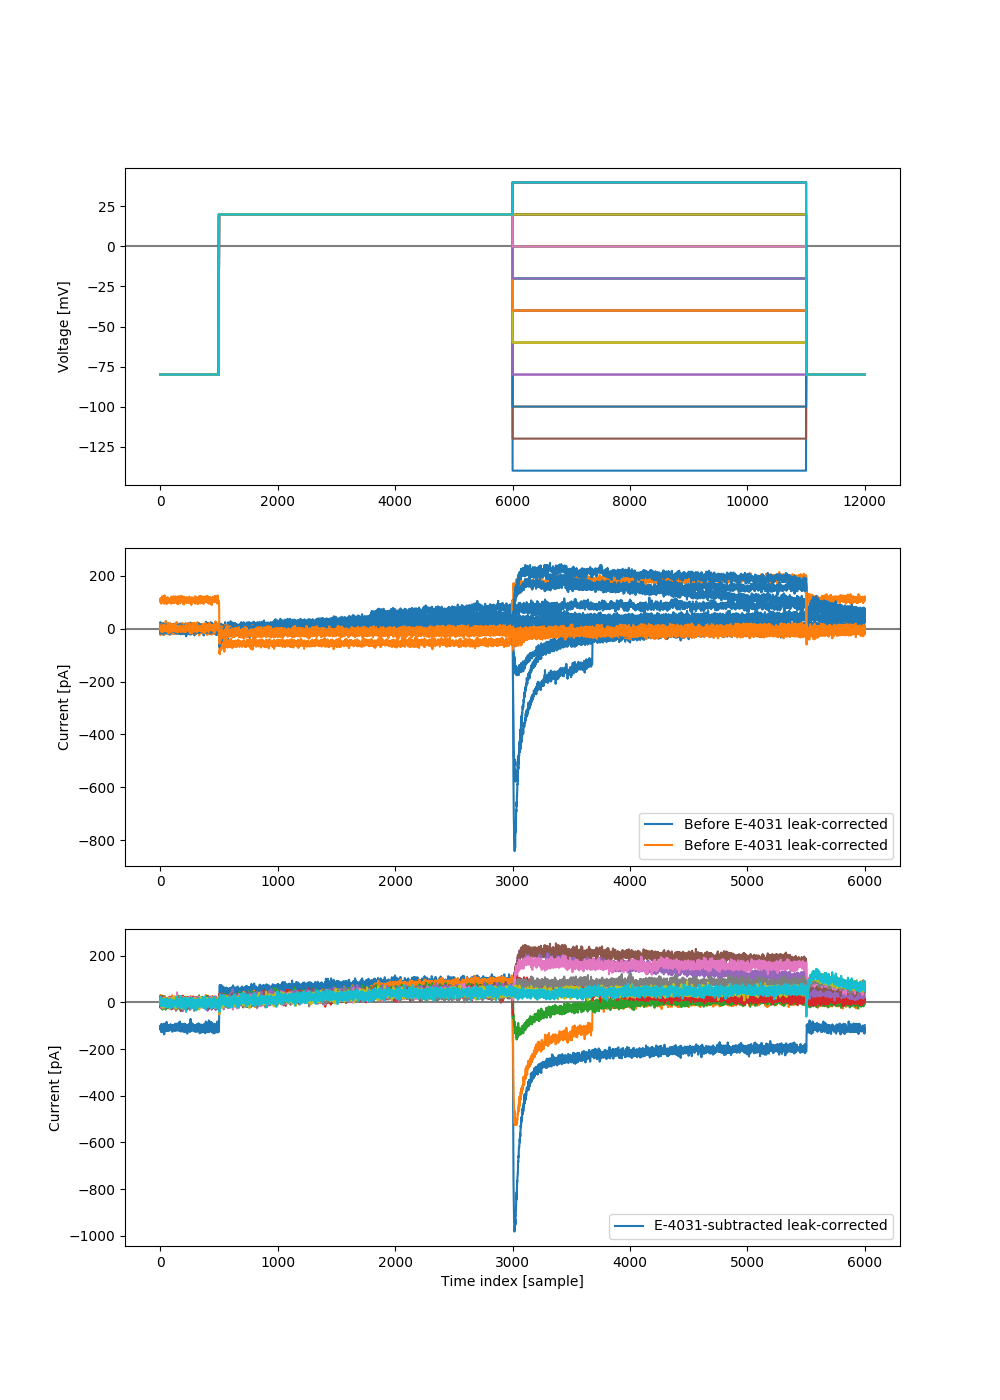 Voltage [mV]
25
0
−25
−50
−75
−100
−125
0 2000 4000 6000 8000 10000 12000
Current [pA]
200
0
−200
−400
−600
−800
Before E-4031 leak-corrected
Before E-4031 leak-corrected
0 1000 2000 3000 4000 5000 6000
Current [pA]
200
0
−200
−400
−600
−800
−1000
E-4031-subtracted leak-corrected
0 1000 2000 3000 4000 5000 6000
Time index [sample]